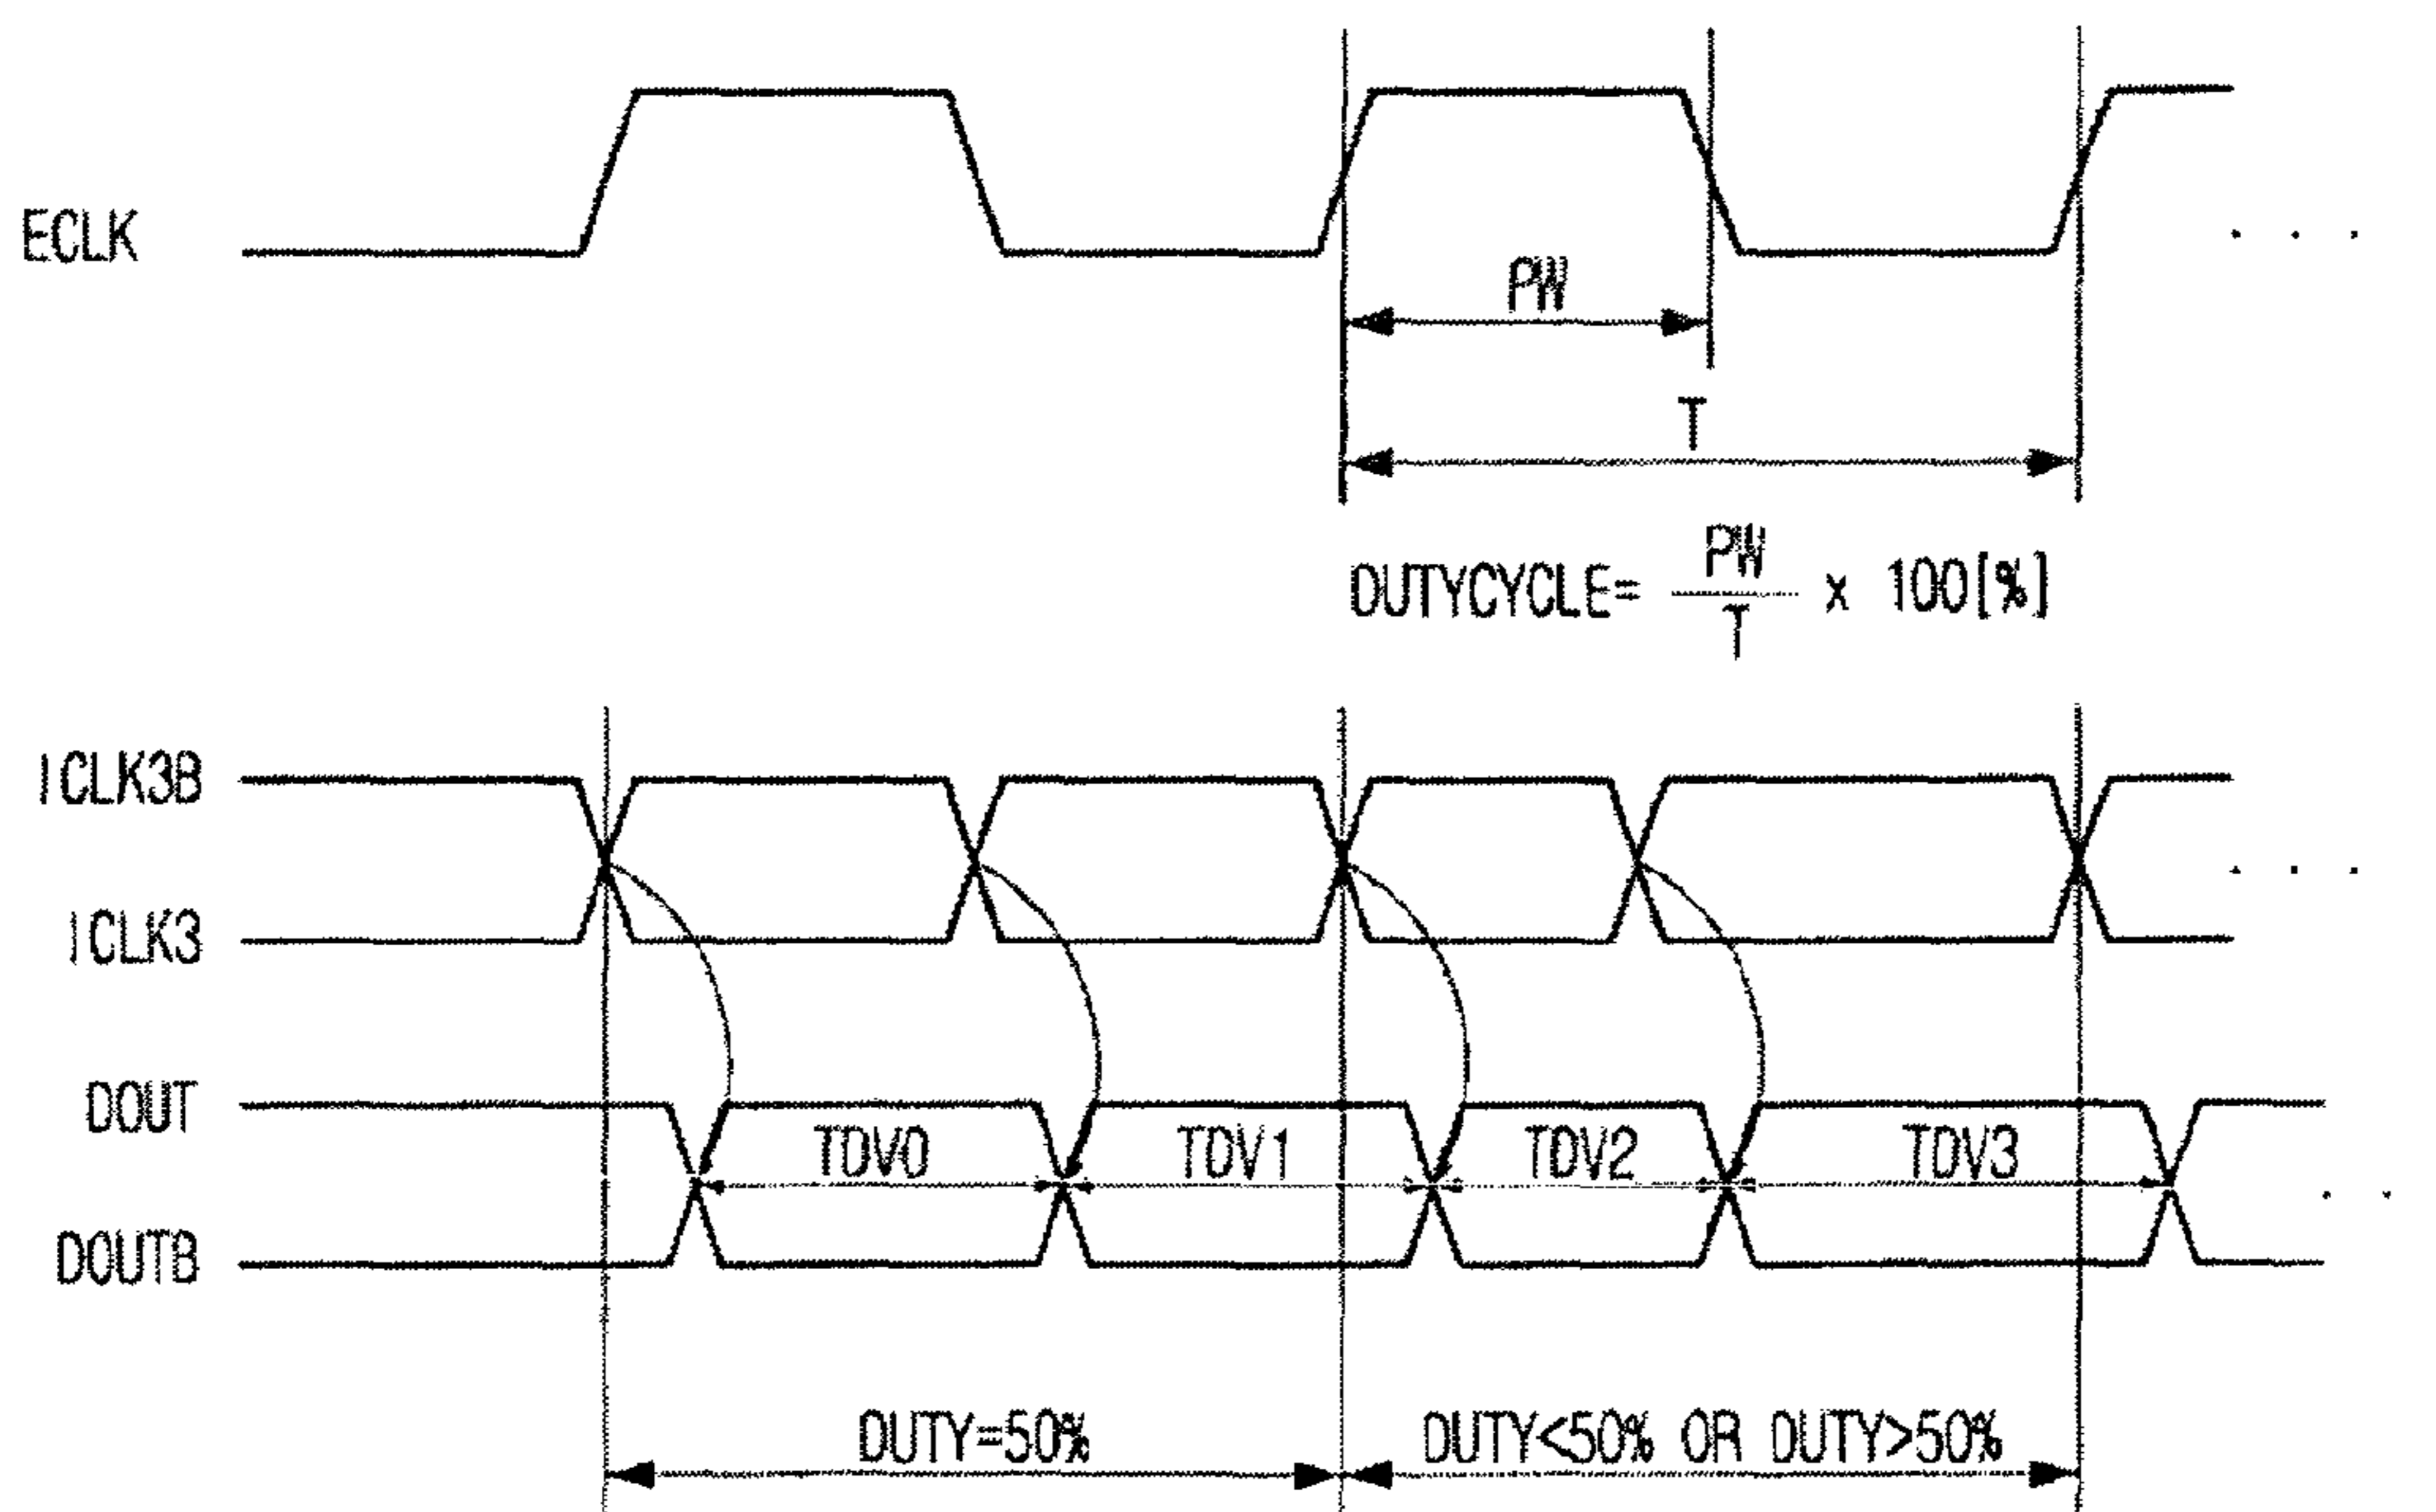 ECLK
PW
T
DUTYCYCLE= PW/T x 100[%]
ICLK3B
ICLK3
DOUT
TDV0 TDV1 TDV2 TDV3
DOUTB
DUTY=50% DUTY<50% OR DUTY>50%